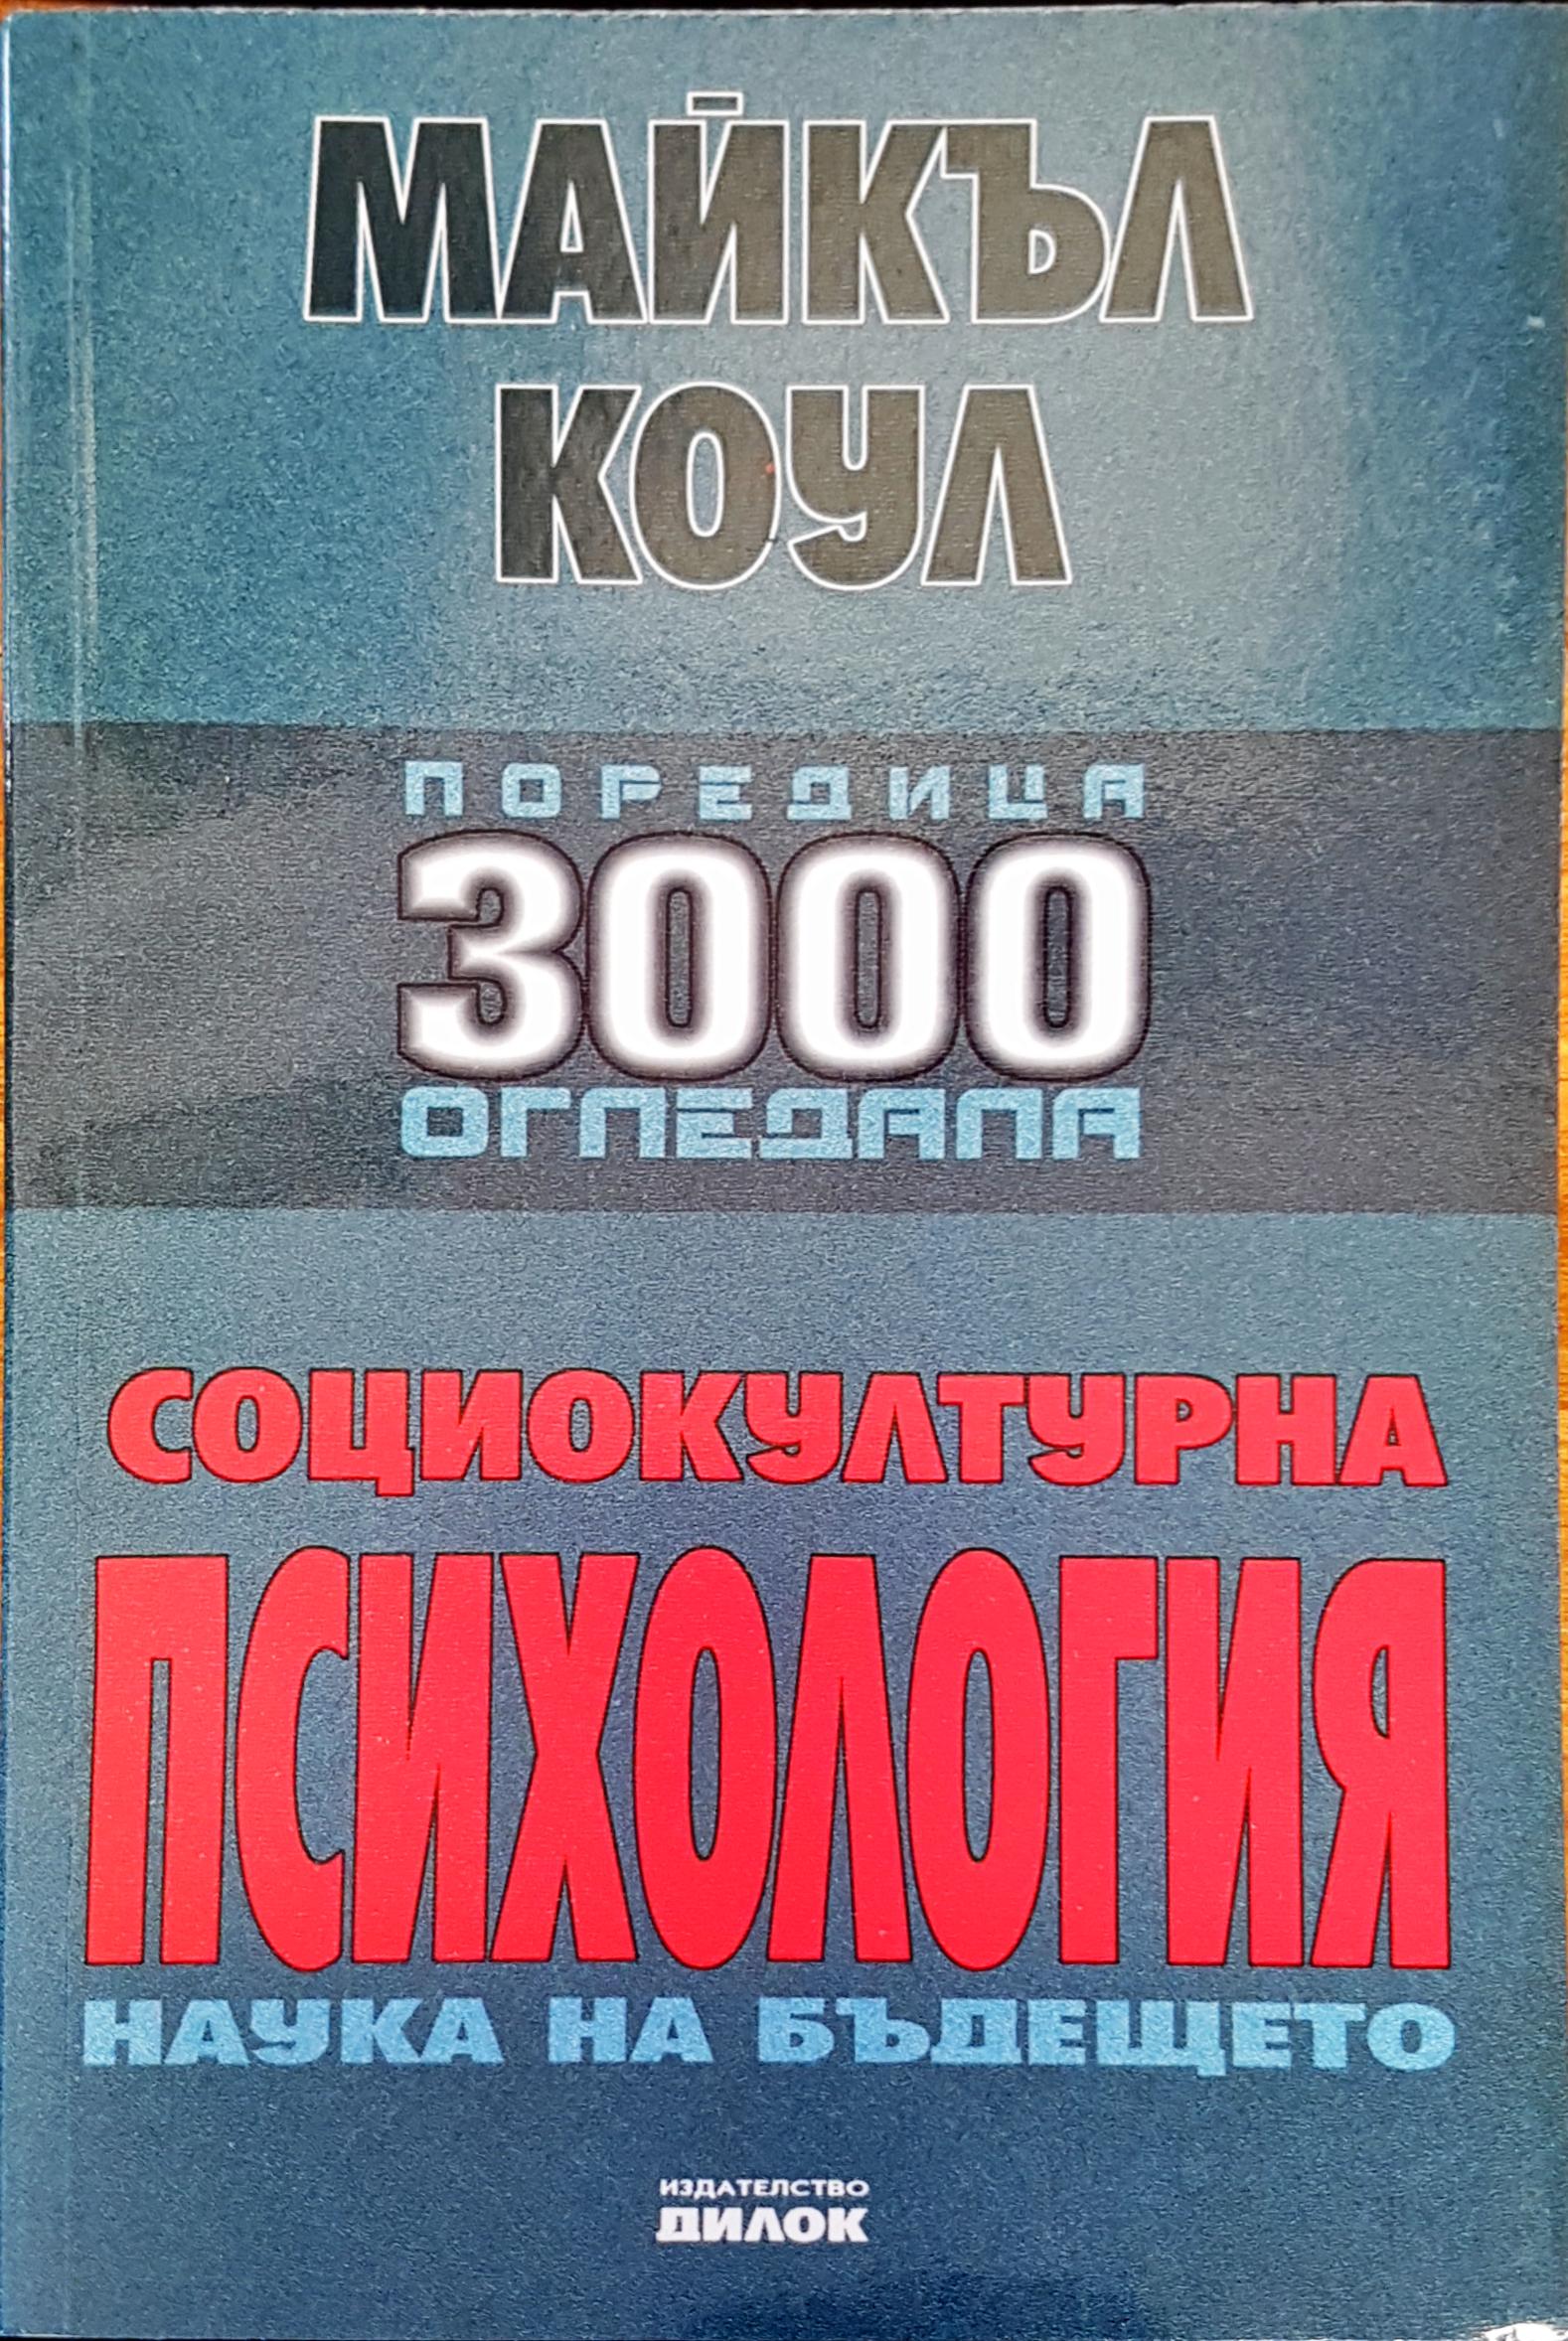 МАЙКЪЛ
КОУЛ
ПОРЕДИЦА
3000
ОГЛЕДАЛА
СОЦИОКУЛТУРНА
ПСИХОЛОГИЯ
НАУКА НА БЪДЕЩЕТО
ИЗДАТЕЛСТВО
ДИЛОК